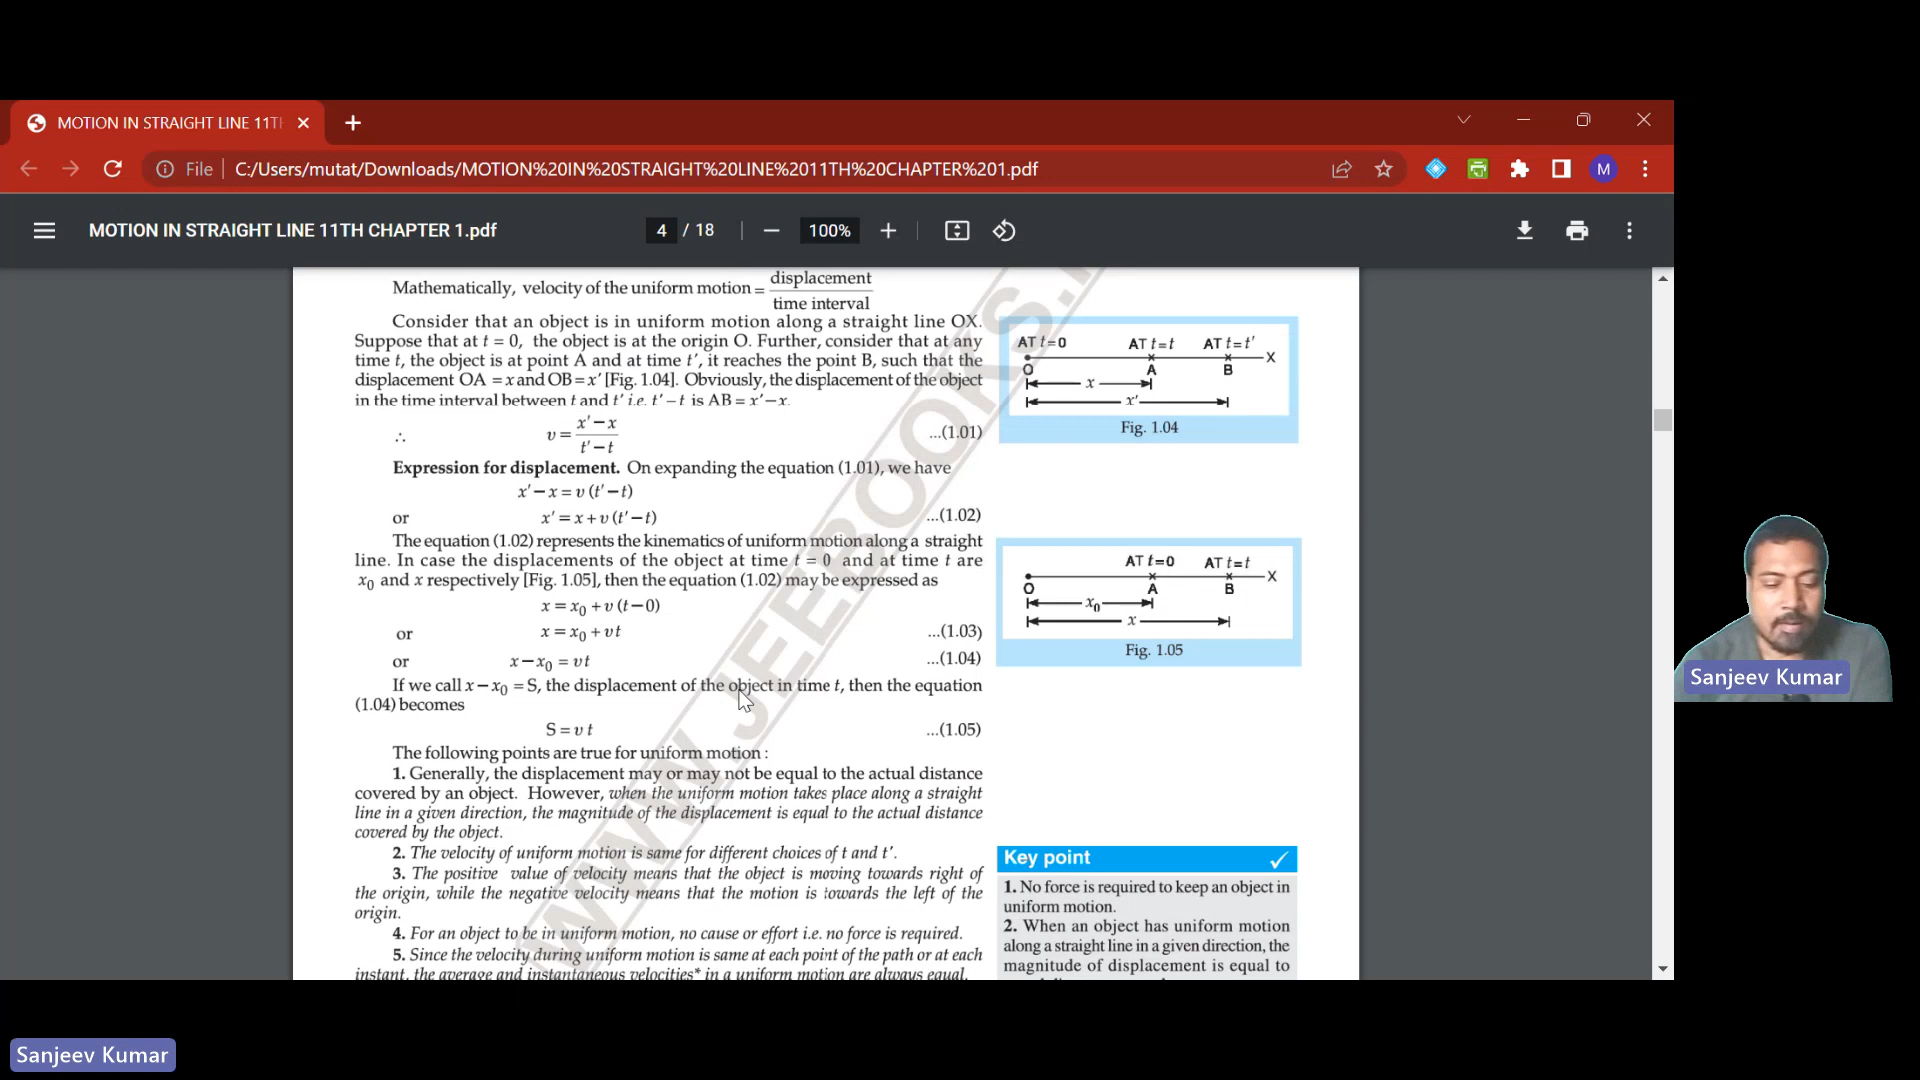 MOTION IN STRAIGHT LINE 11TH
File C:/Users/mutat/Downloads/MOTION%20IN%20STRAIGHT%20LINE%2011TH%20CHAPTER%201.pdf
M
MOTION IN STRAIGHT LINE 11TH CHAPTER 1.pdf 4 / 18 100%
Mathematically, velocity of the uniform motion = displacement / time interval
Consider that an object is in uniform motion along a straight line OX.
Suppose that at t = 0, the object is at the origin O. Further, consider that at any
time t, the object is at point A and at time t′, it reaches the point B, such that the
displacement OA = x and OB = x′ [Fig. 1.04]. Obviously, the displacement of the object
in the time interval between t and t′ i.e. t′ – t is AB = x′ – x.
∴ v = (x′ – x) / (t′ – t) ...(1.01)
Expression for displacement. On expanding the equation (1.01), we have
x′ – x = v (t′ – t)
or x′ = x + v (t′ – t) ...(1.02)
The equation (1.02) represents the kinematics of uniform motion along a straight
line. In case the displacements of the object at time t = 0 and at time t are
x₀ and x respectively [Fig. 1.05], then the equation (1.02) may be expressed as
x = x₀ + v (t – 0)
or x = x₀ + vt ...(1.03)
or x – x₀ = vt ...(1.04)
If we call x – x₀ = S, the displacement of the object in time t, then the equation
(1.04) becomes
S = v t ...(1.05)
The following points are true for uniform motion :
1. Generally, the displacement may or may not be equal to the actual distance
covered by an object. However, when the uniform motion takes place along a straight
line in a given direction, the magnitude of the displacement is equal to the actual distance
covered by the object.
2. The velocity of uniform motion is same for different choices of t and t′.
3. The positive value of velocity means that the object is moving towards right of
the origin, while the negative velocity means that the motion is towards the left of the
origin.
4. For an object to be in uniform motion, no cause or effort i.e. no force is required.
5. Since the velocity during uniform motion is same at each point of the path or at each
instant, the average and instantaneous velocities* in a uniform motion are always equal.
AT t=0 AT t=t AT t=t′
X
O A B
x
x′
Fig. 1.04
AT t=0 AT t=t
X
O A B
x₀
x
Fig. 1.05
Key point
1. No force is required to keep an object in
uniform motion.
2. When an object has uniform motion
along a straight line in a given direction, the
magnitude of displacement is equal to
WWW.JEEBOOKS.
Sanjeev Kumar
Sanjeev Kumar